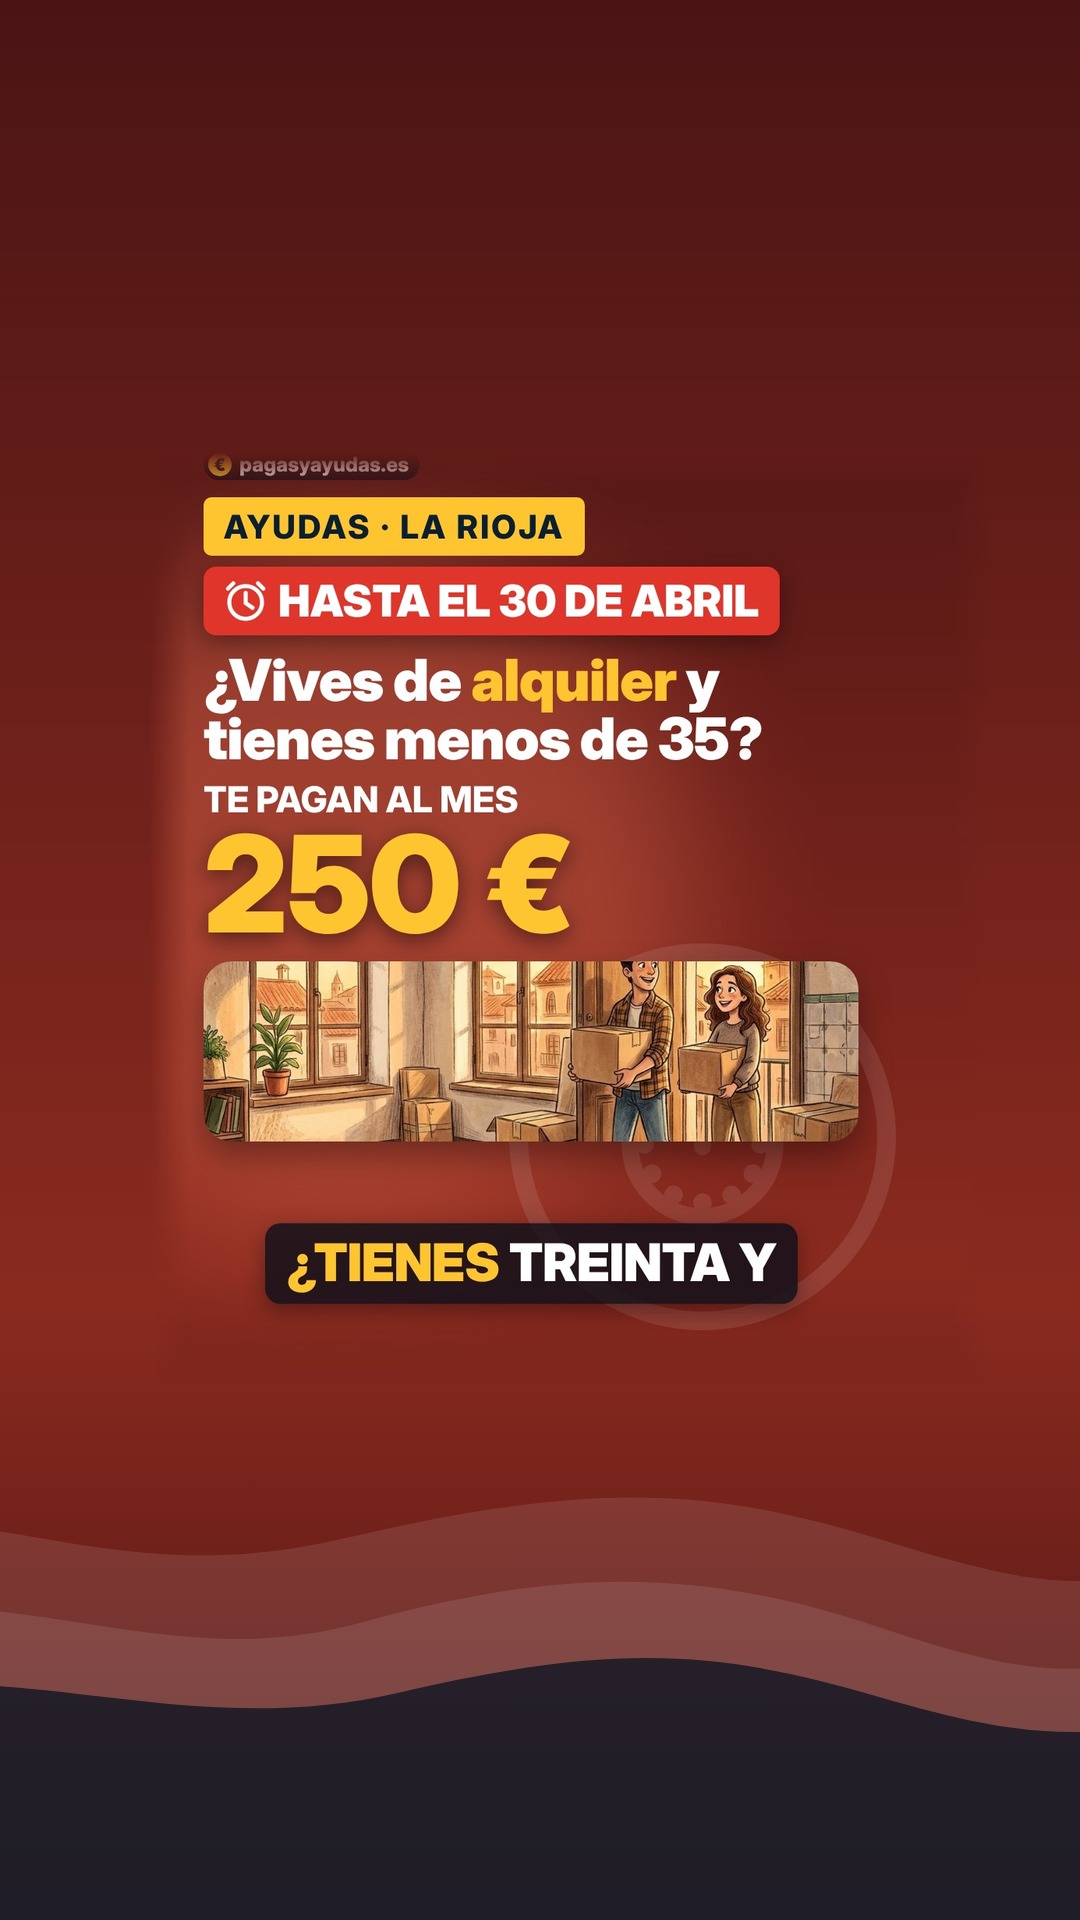 € pagasyayudas.es
AYUDAS · LA RIOJA
HASTA EL 30 DE ABRIL
¿Vives de alquiler y
tienes menos de 35?
TE PAGAN AL MES
250 €
¿TIENES TREINTA Y